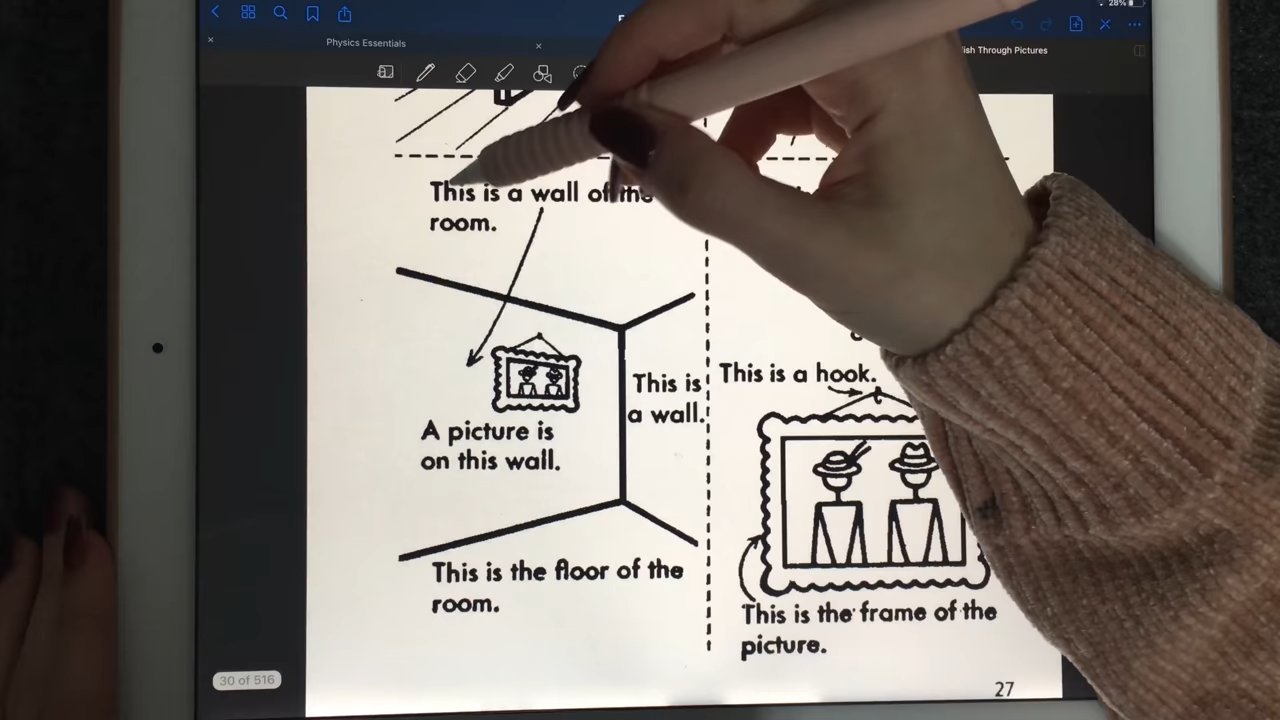 28%
Physics Essentials
ish Through Pictures
This is a wall of the
room.
This is
a wall.
A picture is
on this wall.
This is the floor of the
room.
This is a hook.
This is the frame of the
picture.
30 of 516
27